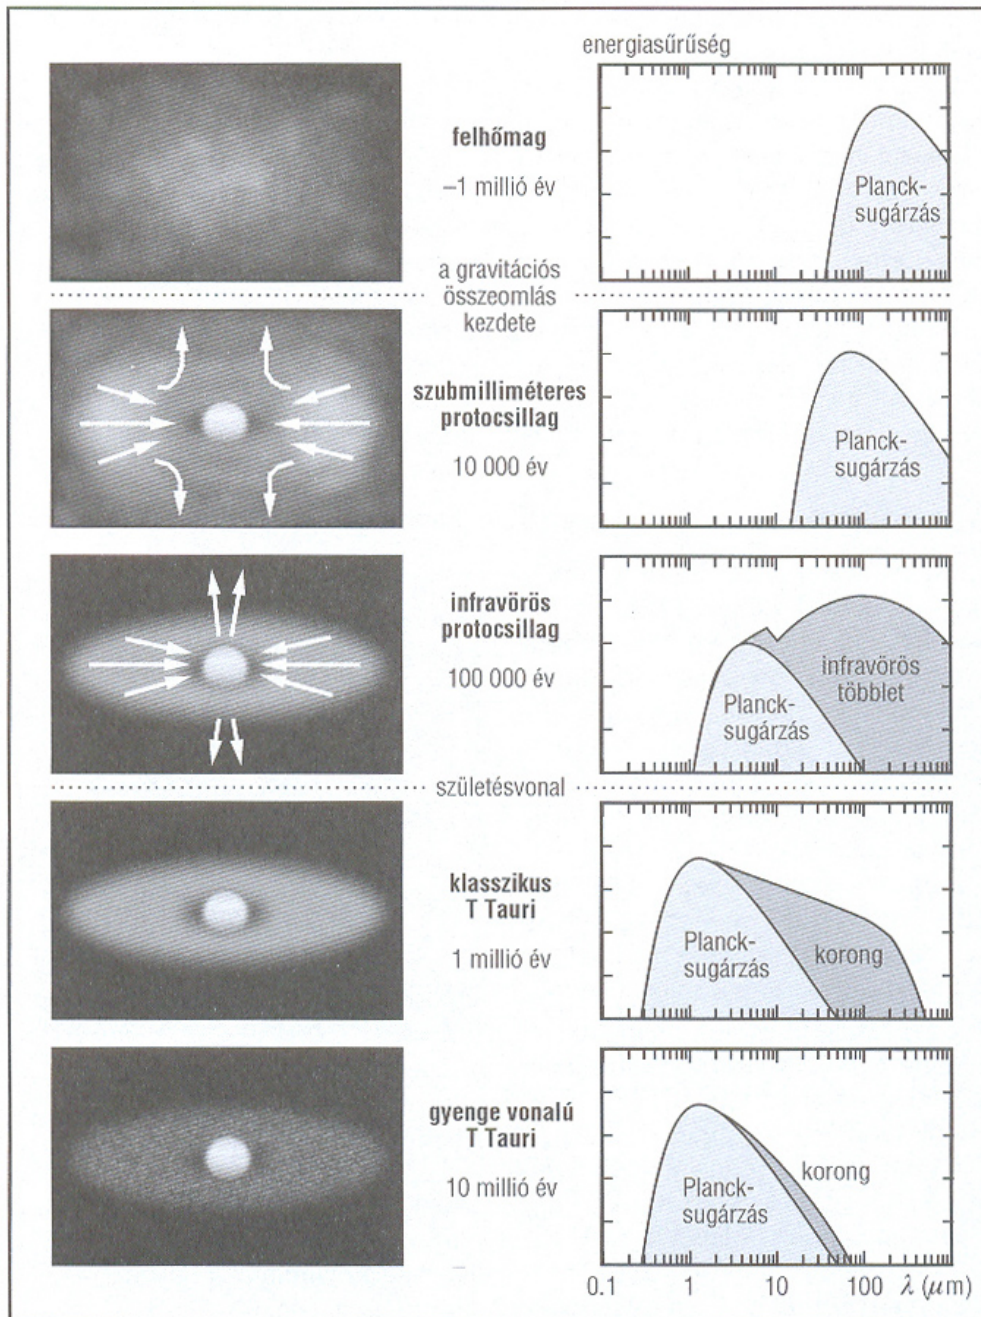 energiasűrűség
felhőmag
–1 millió év
Planck-
sugárzás
a gravitációs
összeomlás
kezdete
szubmilliméteres
protocsillag
10 000 év
Planck-
sugárzás
infravörös
protocsillag
100 000 év
Planck-
sugárzás
infravörös
többlet
születésvonal
klasszikus
T Tauri
1 millió év
Planck-
sugárzás
korong
gyenge vonalú
T Tauri
10 millió év
Planck-
sugárzás
korong
0.1 1 10 100 λ (μm)